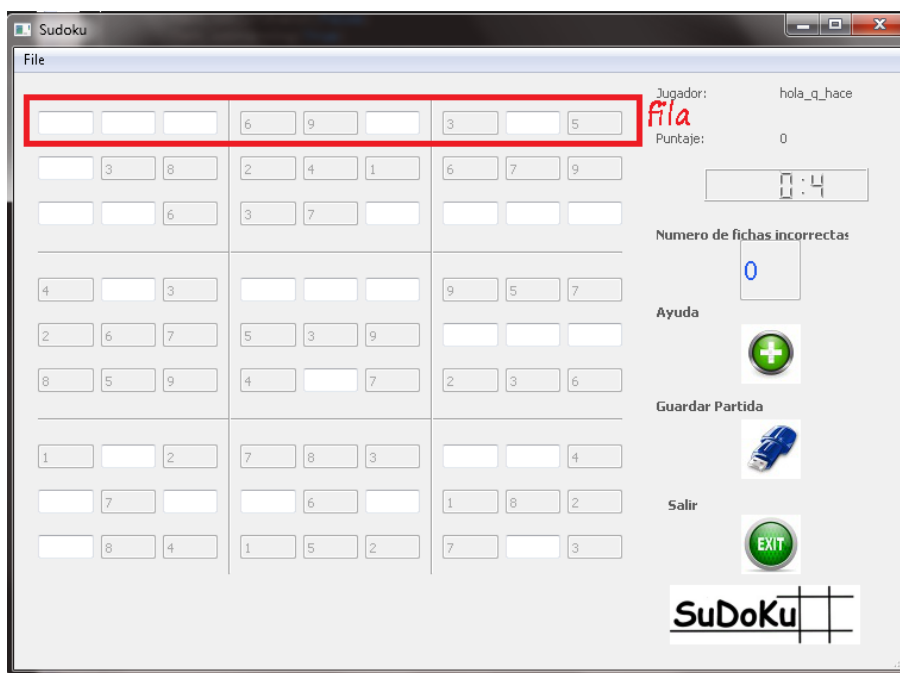 Sudoku
File
Jugador: hola_q_hace
6 9 3 5 fila
Puntaje: 0
3 8 2 4 1 6 7 9
0:4
6 3 7
Numero de fichas incorrectas
0
4 3 9 5 7
Ayuda
2 6 7 5 3 9
8 5 9 4 7 2 3 6
Guardar Partida
1 2 7 8 3 4
7 6 1 8 2
Salir
8 4 1 5 2 7 3
EXIT
SuDoKu